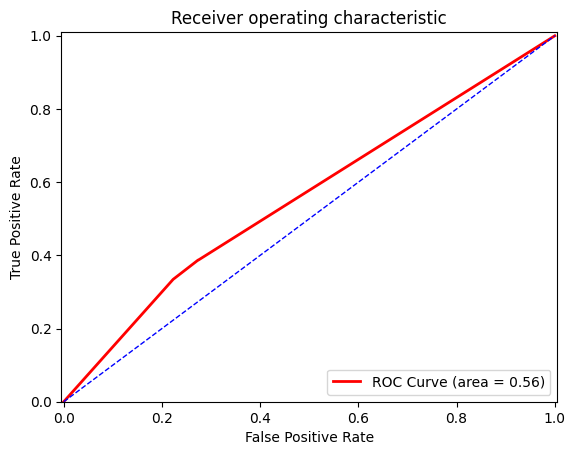 Receiver operating characteristic
1.0
0.8
0.6
0.4
0.2
0.0
True Positive Rate
ROC Curve (area = 0.56)
0.0 0.2 0.4 0.6 0.8 1.0
False Positive Rate